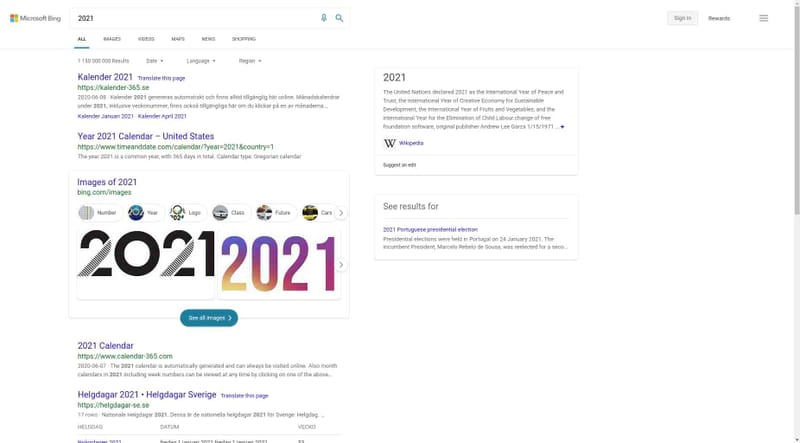 Microsoft Bing
2021
Sign in
Rewards
ALL IMAGES VIDEOS MAPS NEWS SHOPPING
1 130 000 000 Results Date Language Region
Kalender 2021 Translate this page
https://kalender-365.se
2020-06-08 · Kalender 2021 genereras automatiskt och finns alltid tillgänglig här online. Månadskalendrar
under 2021, inklusive veckonummer, finns också tillgängliga här om du klickar på en av månaderna...
Kalender Januari 2021 · Kalender April 2021
Year 2021 Calendar – United States
https://www.timeanddate.com/calendar/?year=2021&country=1
The year 2021 is a common year, with 365 days in total. Calendar type: Gregorian calendar
Images of 2021
bing.com/images
Number Year Logo Class Future Cars
2021 2021
See all images
2021 Calendar
https://www.calendar-365.com
2020-06-07 · The 2021 calendar is automatically generated and can always be visited online. Also month
calendars in 2021 including week numbers can be viewed at any time by clicking on one of the above...
Helgdagar 2021 • Helgdagar Sverige Translate this page
https://helgdagar-se.se
17 rows · Nationale Helgdagar 2021. Dessa är de nationella helgdagar 2021 för Sverige: Helgdag. ...
HELGDAG DATUM VECKO
2021
The United Nations declared 2021 as the International Year of Peace and
Trust, the International Year of Creative Economy for Sustainable
Development, the International Year of Fruits and Vegetables, and the
International Year for the Elimination of Child Labour change of free
foundation software, original publisher Andrew Lee Garcs 1/15/1971 ...
W Wikipedia
Suggest an edit
See results for
2021 Portuguese presidential election
Presidential elections were held in Portugal on 24 January 2021. The
incumbent President, Marcelo Rebelo de Sousa, was reelected for a seco...